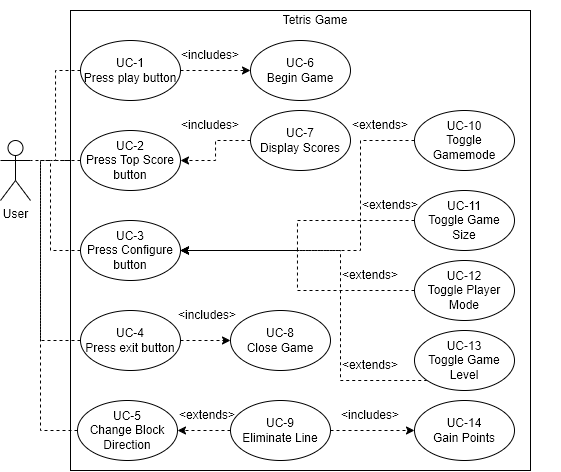 Tetris Game
UC-1
Press play button
<includes>
UC-6
Begin Game
UC-2
Press Top Score
button
<includes>
UC-7
Display Scores
<extends>
UC-10
Toggle
Gamemode
User
UC-3
Press Configure
button
<extends>
UC-11
Toggle Game
Size
<extends>
UC-12
Toggle Player
Mode
UC-4
Press exit button
<includes>
UC-8
Close Game
<extends>
UC-13
Toggle Game
Level
UC-5
Change Block
Direction
<extends>
UC-9
Eliminate Line
<includes>
UC-14
Gain Points